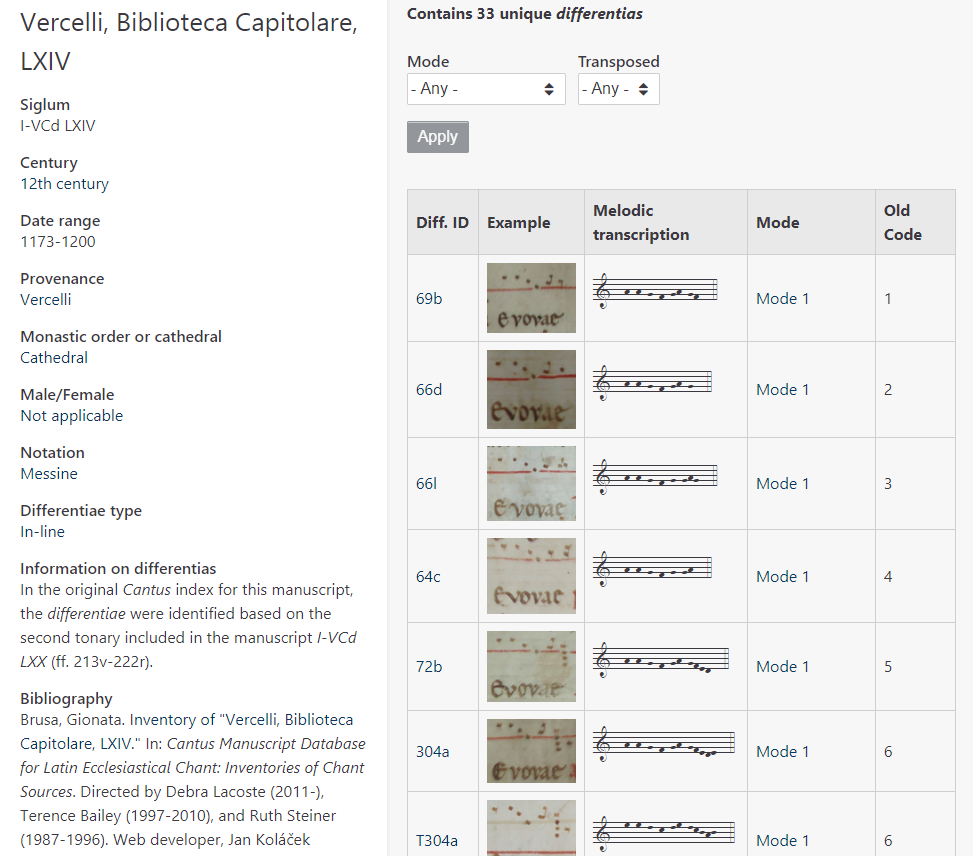 Vercelli, Biblioteca Capitolare,
LXIV
Siglum
I-VCd LXIV
Century
12th century
Date range
1173-1200
Provenance
Vercelli
Monastic order or cathedral
Cathedral
Male/Female
Not applicable
Notation
Messine
Differentiae type
In-line
Information on differentias
In the original Cantus index for this manuscript,
the differentiae were identified based on the
second tonary included in the manuscript I-VCd
LXX (ff. 213v-222r).
Bibliography
Brusa, Gionata. Inventory of "Vercelli, Biblioteca
Capitolare, LXIV." In: Cantus Manuscript Database
for Latin Ecclesiastical Chant: Inventories of Chant
Sources. Directed by Debra Lacoste (2011-),
Terence Bailey (1997-2010), and Ruth Steiner
(1987-1996). Web developer, Jan Koláček
Contains 33 unique differentias
Mode Transposed
- Any - - Any -
Apply
Diff. ID Example Melodic transcription Mode Old Code
69b Evovae Mode 1 1
66d Evovae Mode 1 2
66l Evovae Mode 1 3
64c Evovae Mode 1 4
72b Evovae Mode 1 5
304a Evovae Mode 1 6
T304a Mode 1 6